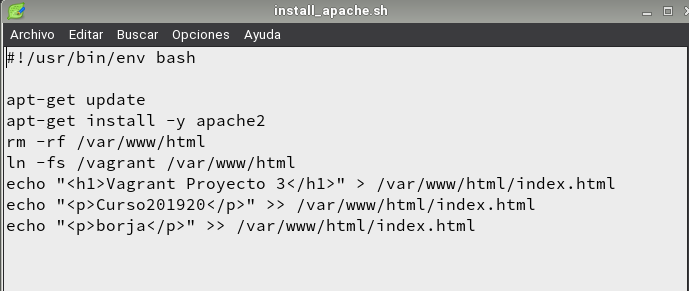 install_apache.sh
Archivo Editar Buscar Opciones Ayuda
#!/usr/bin/env bash
apt-get update
apt-get install -y apache2
rm -rf /var/www/html
ln -fs /vagrant /var/www/html
echo "<h1>Vagrant Proyecto 3</h1>" > /var/www/html/index.html
echo "<p>Curso201920</p>" >> /var/www/html/index.html
echo "<p>borja</p>" >> /var/www/html/index.html